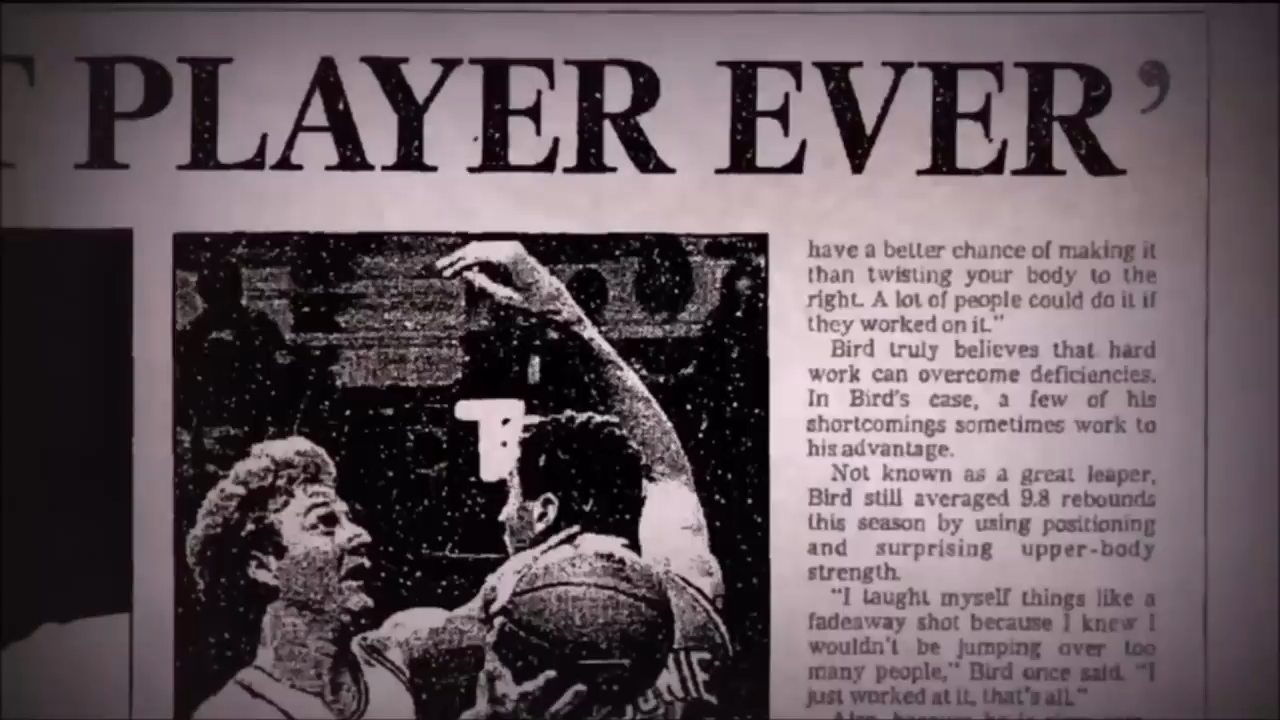 T PLAYER EVER’
have a better chance of making it
than twisting your body to the
right. A lot of people could do it if
they worked on it."
Bird truly believes that hard
work can overcome deficiencies.
In Bird's case, a few of his
shortcomings sometimes work to
his advantage.
Not known as a great leaper,
Bird still averaged 9.8 rebounds
this season by using positioning
and surprising upper-body
strength.
"I taught myself things like a
fadeaway shot because I knew I
wouldn't be jumping over too
many people," Bird once said. "I
just worked at it, that's all."